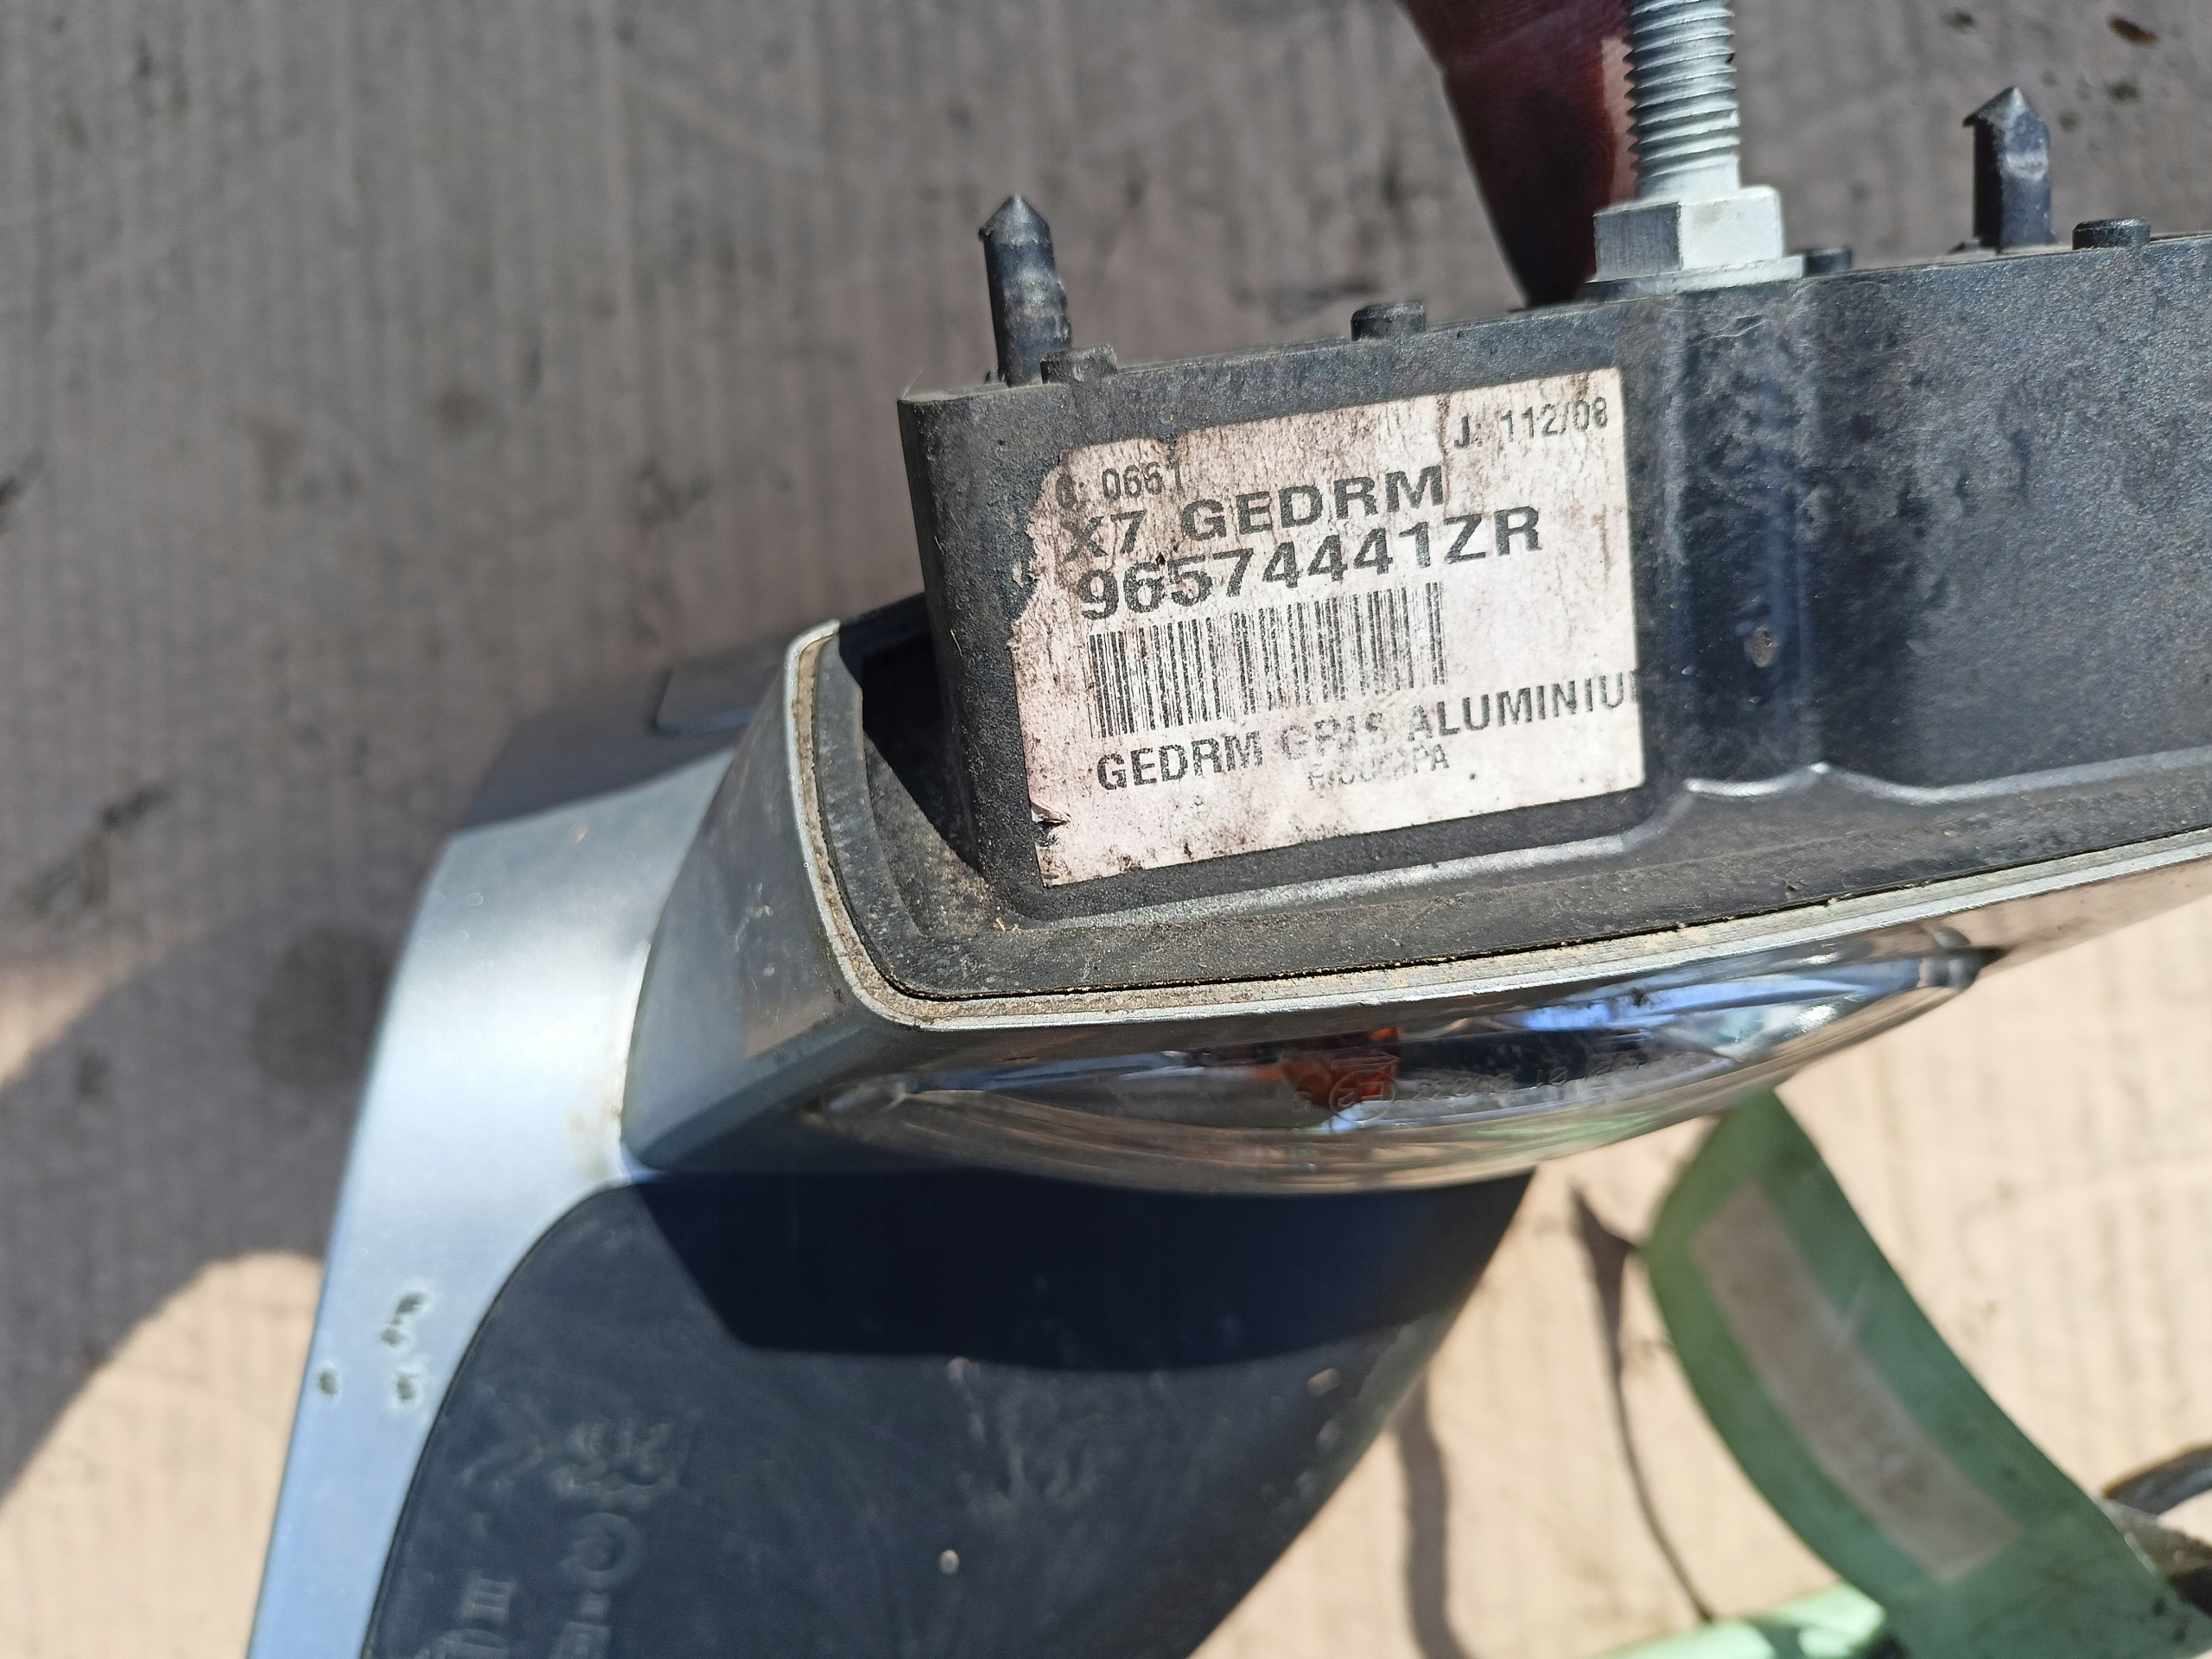 J: 112/08
0661
X7 GEDRM
96574441ZR
GEDRM GRIS ALUMINIU